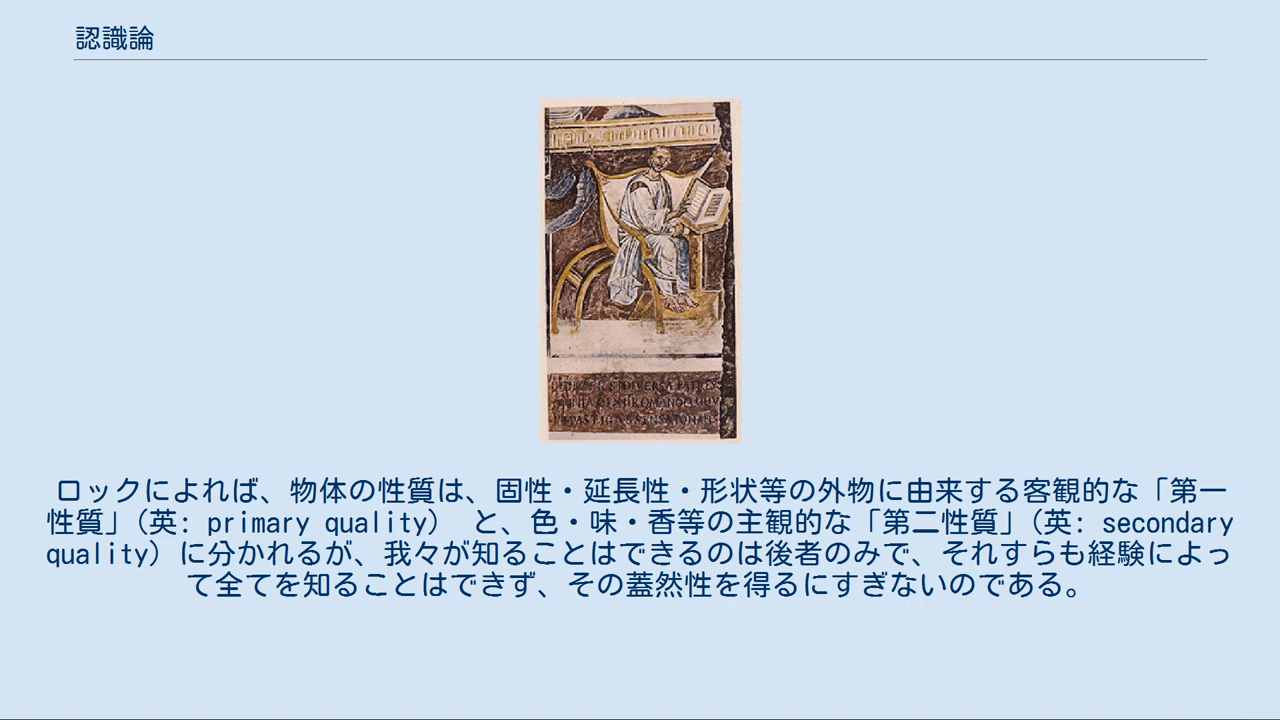 認識論
ロックによれば、物体の性質は、固性・延長性・形状等の外物に由来する客観的な「第一
性質」（英: primary quality） と、色・味・香等の主観的な「第二性質」（英: secondary
quality）に分かれるが、我々が知ることはできるのは後者のみで、それすらも経験によっ
て全てを知ることはできず、その蓋然性を得るにすぎないのである。